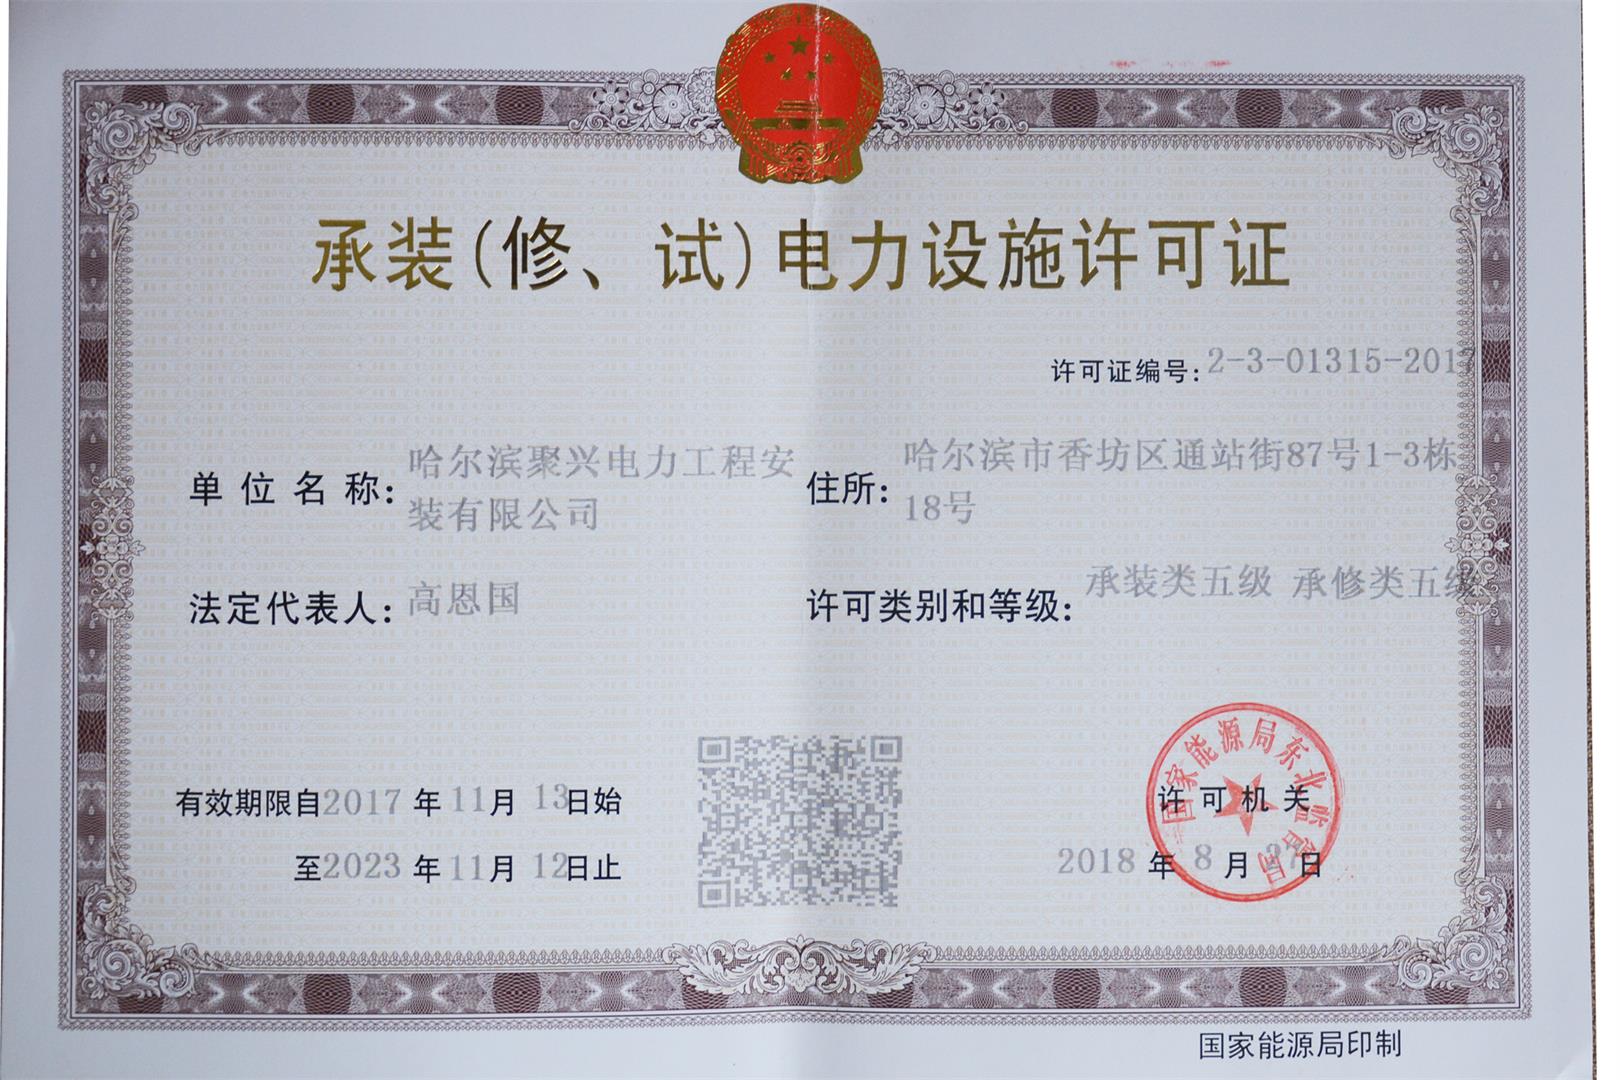 承装(修、试)电力设施许可证
许可证编号:2-3-01315-2017
单位名称:哈尔滨聚兴电力工程安
装有限公司
住所:哈尔滨市香坊区通站街87号1-3栋
18号
法定代表人:高恩国
许可类别和等级:承装类五级 承修类五级
有效期限自2017年11月13日始
至2023年11月12日止
国家能源局东北监管局
许可机关
2018年8月27日
国家能源局印制